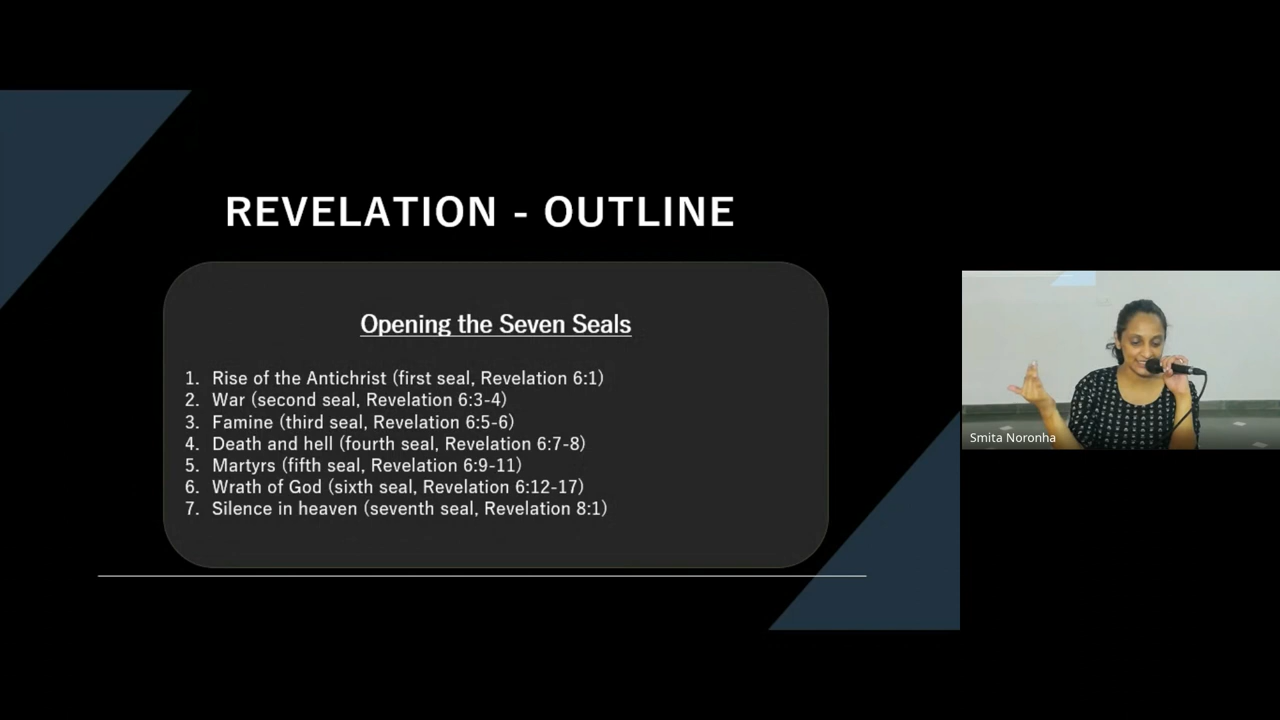 REVELATION - OUTLINE
Opening the Seven Seals
1. Rise of the Antichrist (first seal, Revelation 6:1)
2. War (second seal, Revelation 6:3-4)
3. Famine (third seal, Revelation 6:5-6)
4. Death and hell (fourth seal, Revelation 6:7-8)
5. Martyrs (fifth seal, Revelation 6:9-11)
6. Wrath of God (sixth seal, Revelation 6:12-17)
7. Silence in heaven (seventh seal, Revelation 8:1)
Smita Noronha